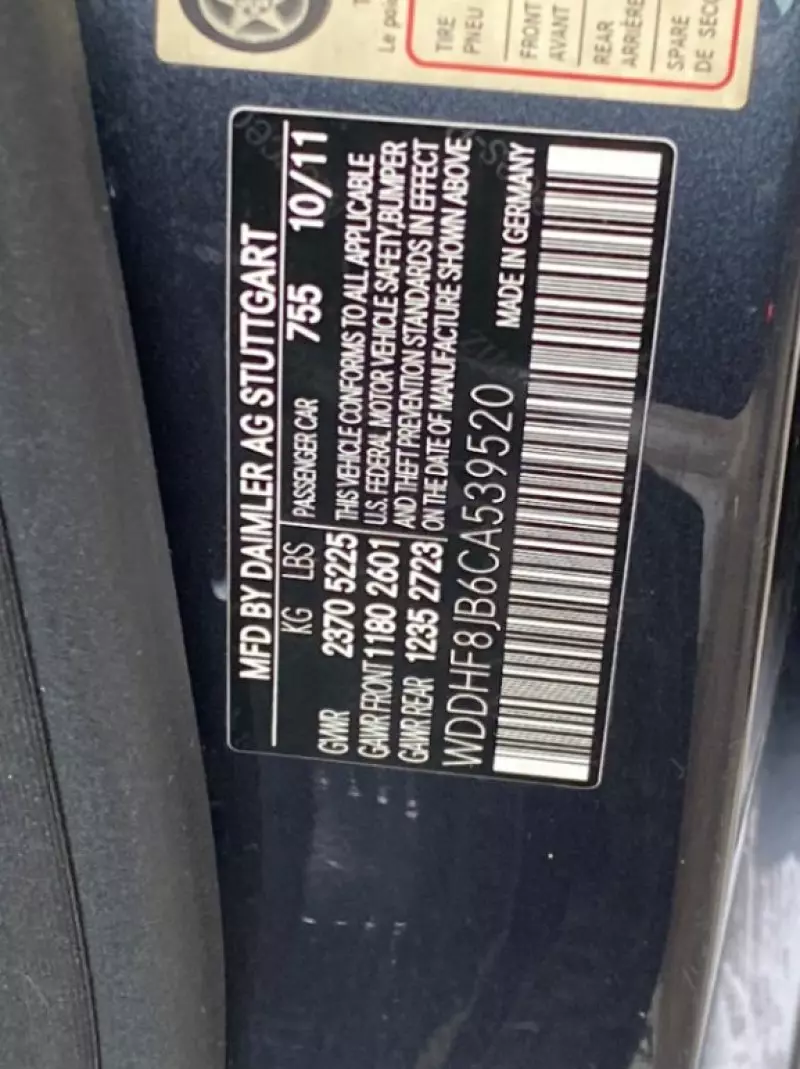 Le poi
TIRE
PNEU
FRONT
AVANT
REAR
ARRIÈRE
SPARE
DE SECO
MFD BY DAIMLER AG STUTTGART
KG LBS PASSENGER CAR 755 10/11
GVWR 2370 5225
GAWR FRONT 1180 2601
GAWR REAR 1235 2723
THIS VEHICLE CONFORMS TO ALL APPLICABLE
U.S. FEDERAL MOTOR VEHICLE SAFETY,BUMPER
AND THEFT PREVENTION STANDARDS IN EFFECT
ON THE DATE OF MANUFACTURE SHOWN ABOVE
WDDHF8JB6CA539520 MADE IN GERMANY